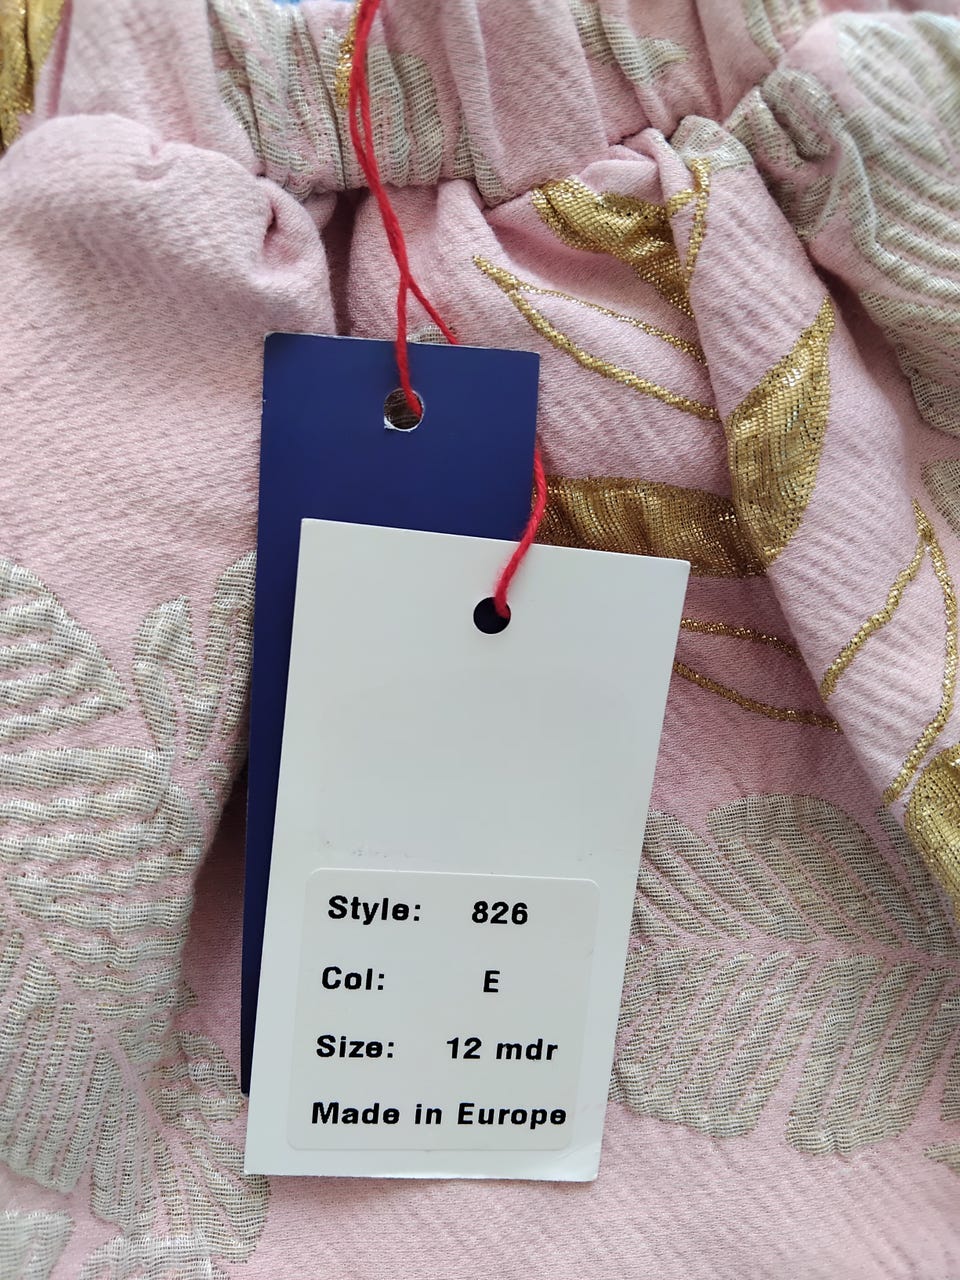 Style: 826
Col: E
Size: 12 mdr
Made in Europe